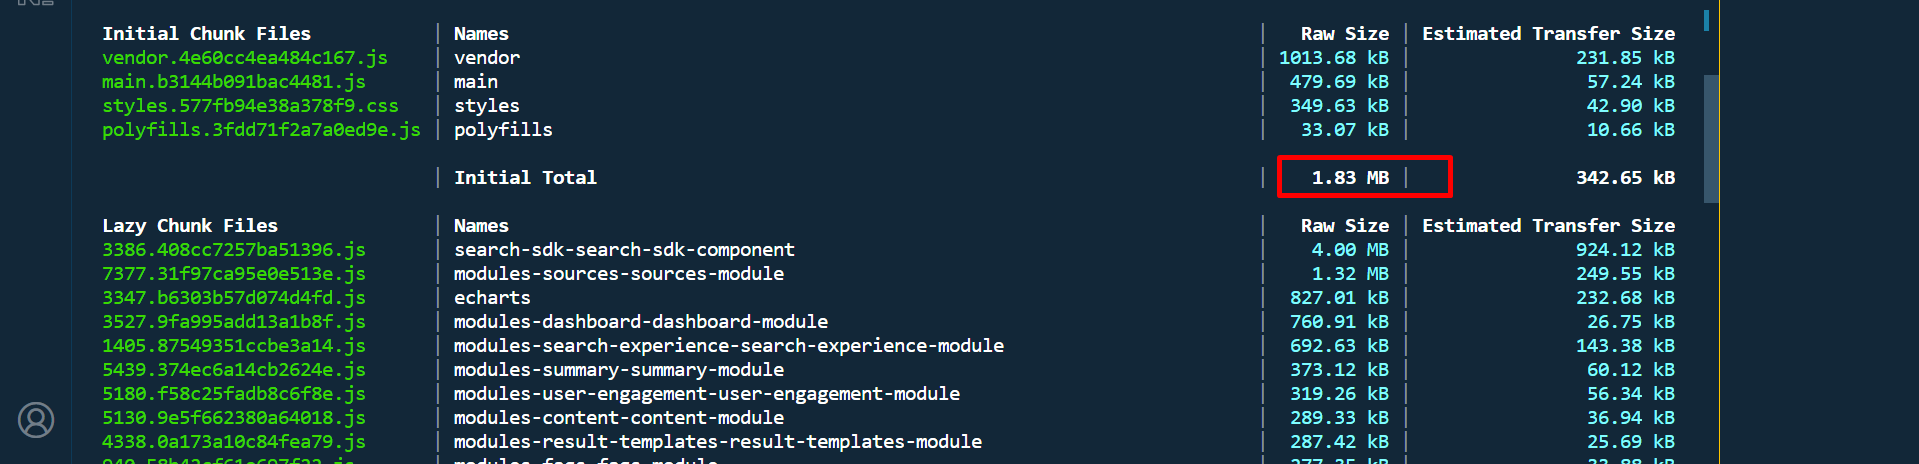 Initial Chunk Files | Names | Raw Size | Estimated Transfer Size
vendor.4e60cc4ea484c167.js | vendor | 1013.68 kB | 231.85 kB
main.b3144b091bac4481.js | main | 479.69 kB | 57.24 kB
styles.577fb94e38a378f9.css | styles | 349.63 kB | 42.90 kB
polyfills.3fdd71f2a7a0ed9e.js | polyfills | 33.07 kB | 10.66 kB
| Initial Total | 1.83 MB | 342.65 kB
Lazy Chunk Files | Names | Raw Size | Estimated Transfer Size
3386.408cc7257ba51396.js | search-sdk-search-sdk-component | 4.00 MB | 924.12 kB
7377.31f97ca95e0e513e.js | modules-sources-sources-module | 1.32 MB | 249.55 kB
3347.b6303b57d074d4fd.js | echarts | 827.01 kB | 232.68 kB
3527.9fa995add13a1b8f.js | modules-dashboard-dashboard-module | 760.91 kB | 26.75 kB
1405.87549351ccbe3a14.js | modules-search-experience-search-experience-module | 692.63 kB | 143.38 kB
5439.374ec6a14cb2624e.js | modules-summary-summary-module | 373.12 kB | 60.12 kB
5180.f58c25fadb8c6f8e.js | modules-user-engagement-user-engagement-module | 319.26 kB | 56.34 kB
5130.9e5f662380a64018.js | modules-content-content-module | 289.33 kB | 36.94 kB
4338.0a173a10c84fea79.js | modules-result-templates-result-templates-module | 287.42 kB | 25.69 kB